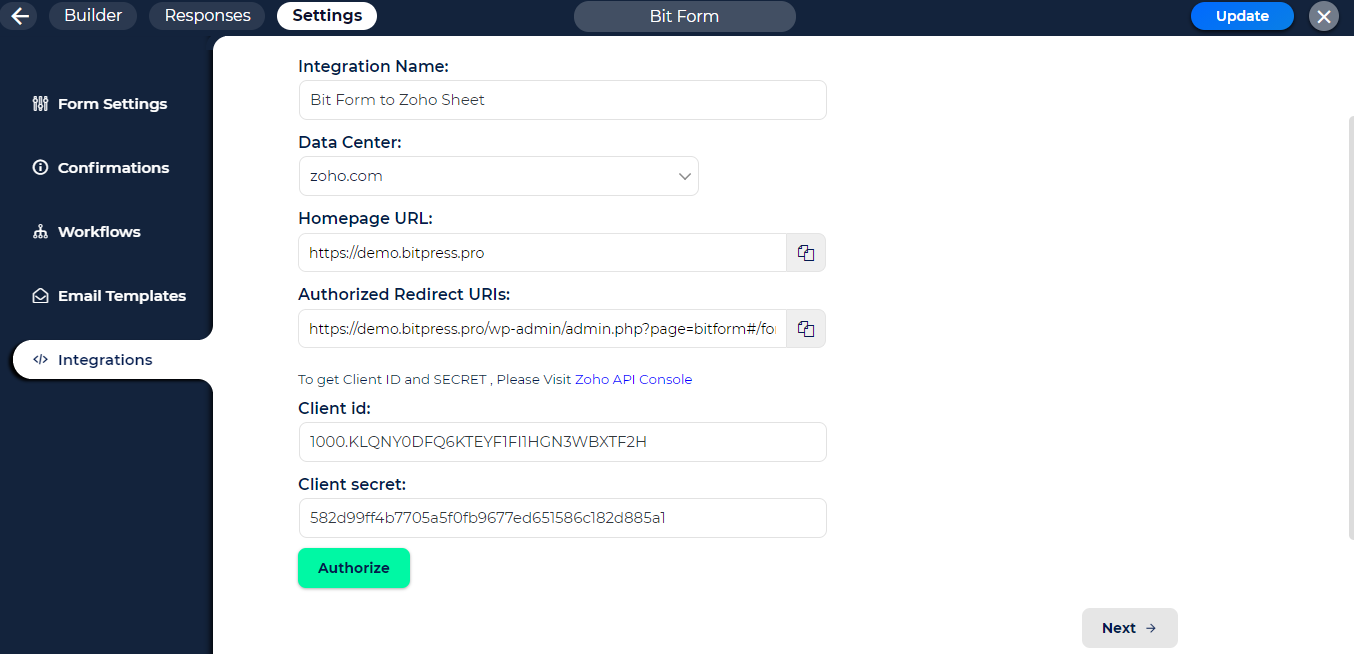 Builder
Responses
Settings
Bit Form
Update
Form Settings
Confirmations
Workflows
Email Templates
Integrations
Integration Name:
Bit Form to Zoho Sheet
Data Center:
zoho.com
Homepage URL:
https://demo.bitpress.pro
Authorized Redirect URIs:
https://demo.bitpress.pro/wp-admin/admin.php?page=bitform#/for
To get Client ID and SECRET , Please Visit Zoho API Console
Client id:
1000.KLQNY0DFQ6KTEYF1FI1HGN3WBXTF2H
Client secret:
582d99ff4b7705a5f0fb9677ed651586c182d885a1
Authorize
Next